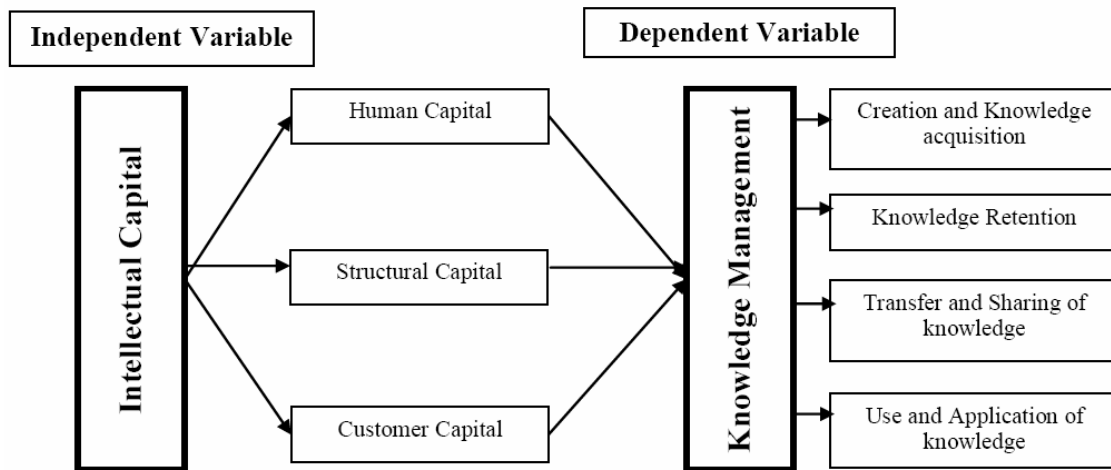 Independent Variable
Dependent Variable
Intellectual Capital
Human Capital
Structural Capital
Customer Capital
Knowledge Management
Creation and Knowledge
acquisition
Knowledge Retention
Transfer and Sharing of
knowledge
Use and Application of
knowledge